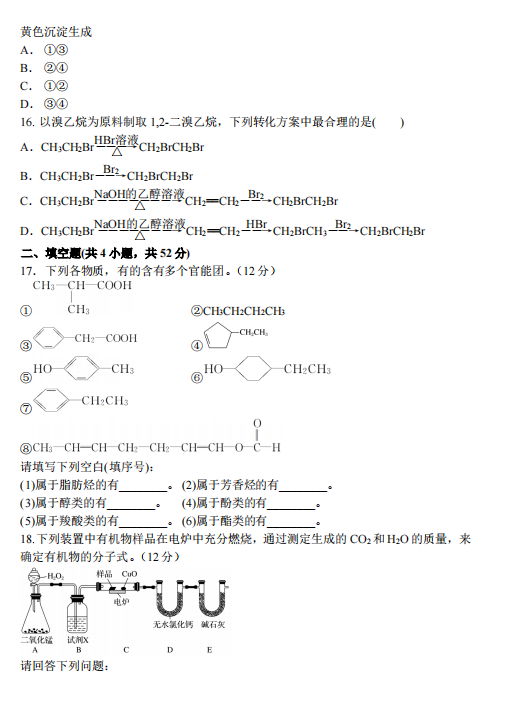 黄色沉淀生成
A. ①③
B. ②④
C. ①②
D. ③④
16. 以溴乙烷为原料制取 1,2-二溴乙烷，下列转化方案中最合理的是(　　)
A. CH3CH2Br HBr溶液 △ → CH2BrCH2Br
B. CH3CH2Br Br2 → CH2BrCH2Br
C. CH3CH2Br NaOH的乙醇溶液 △ → CH2═CH2 Br2 → CH2BrCH2Br
D. CH3CH2Br NaOH的乙醇溶液 △ → CH2═CH2 HBr → CH2BrCH3 Br2 → CH2BrCH2Br
二、填空题(共 4 小题，共 52 分)
17. 下列各物质，有的含有多个官能团。（12 分）
CH3—CH—COOH
① CH3 ②CH3CH2CH2CH3
③ CH2—COOH ④ CH2CH3
⑤ HO CH3 ⑥ HO CH2CH3
⑦ CH2CH3
O
⑧CH3—CH═CH—CH2—CH2—CH═CH—O—C—H
请填写下列空白(填序号)：
(1)属于脂肪烃的有________。 (2)属于芳香烃的有________。
(3)属于醇类的有________。 (4)属于酚类的有________。
(5)属于羧酸类的有________。 (6)属于酯类的有________。
18.下列装置中有机物样品在电炉中充分燃烧，通过测定生成的 CO2 和 H2O 的质量，来
确定有机物的分子式。（12 分）
H2O2 样品 CuO
电炉
无水氯化钙 碱石灰
二氧化锰 试剂X
A B C D E
请回答下列问题：